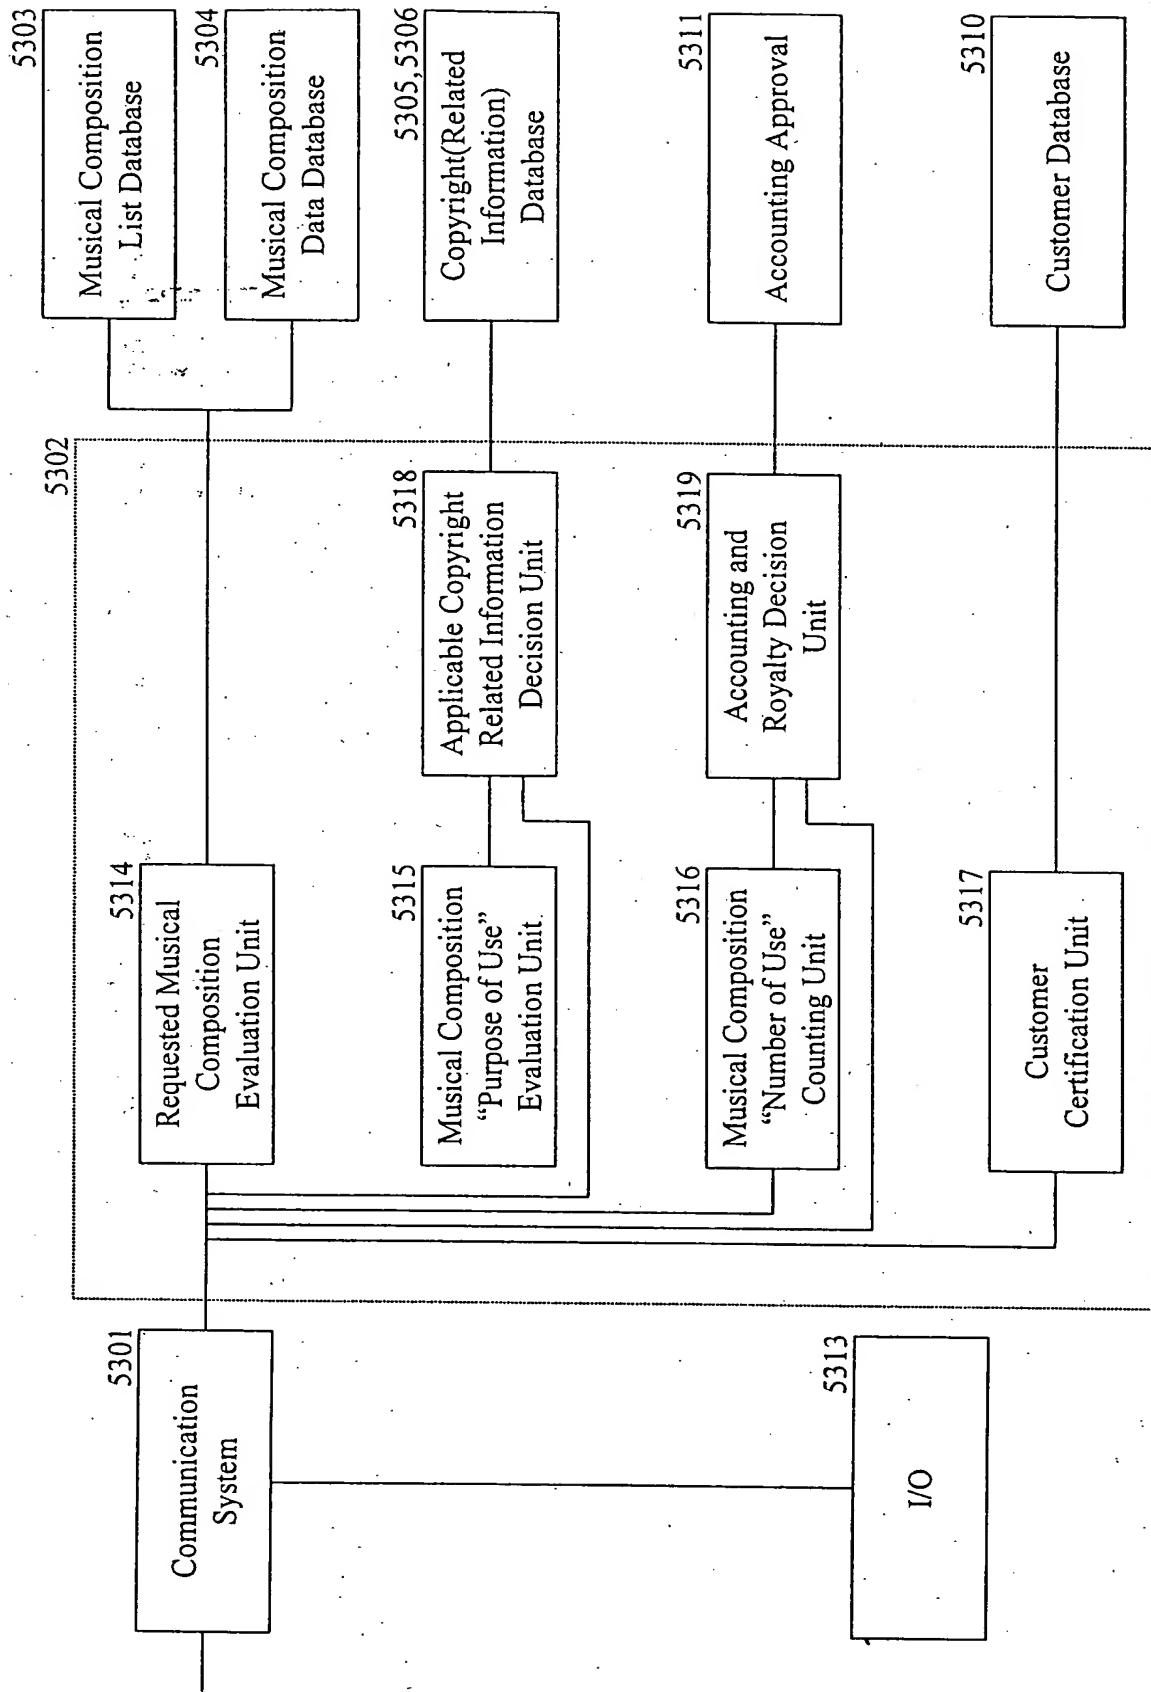 5301
Communication
System
5313
I/O
5302
5314
Requested Musical
Composition
Evaluation Unit
5315
Musical Composition
“Purpose of Use”
Evaluation Unit
5316
Musical Composition
“Number of Use”
Counting Unit
5317
Customer
Certification Unit
5318
Applicable Copyright
Related Information
Decision Unit
5319
Accounting and
Royalty Decision
Unit
5303
Musical Composition
List Database
5304
Musical Composition
Data Database
5305,5306
Copyright(Related
Information)
Database
5311
Accounting Approval
5310
Customer Database